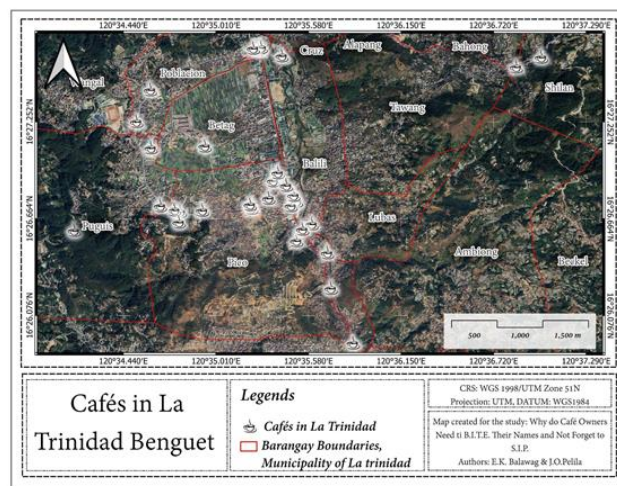 120°34.440'E 120°35.010'E 120°35.580'E 120°36.150'E 120°36.720'E 120°37.290'E
Cruz
Alapang
Bahong
Shilan
Poblacion
Tawang
16°27.252'N
16°27.252'N
Betag
Balili
16°26.664'N
16°26.664'N
Puguis
Lubas
Pico
Ambiong
Beckel
16°26.076'N
16°26.076'N
500 1,000 1,500 m
120°34.440'E 120°35.010'E 120°35.580'E 120°36.150'E 120°36.720'E 120°37.290'E
Cafés in La
Trinidad Benguet
Legends
Cafés in La Trinidad
Barangay Boundaries,
Municipality of La trinidad
CRS: WGS 1998/UTM Zone 51N
Projection: UTM, DATUM: WGS1984
Map created for the study: Why do Café Owners
Need ti B.I.T.E. Their Names and Not Forget to
S.I.P.
Authors: E.K. Balawag & J.O.Pelila